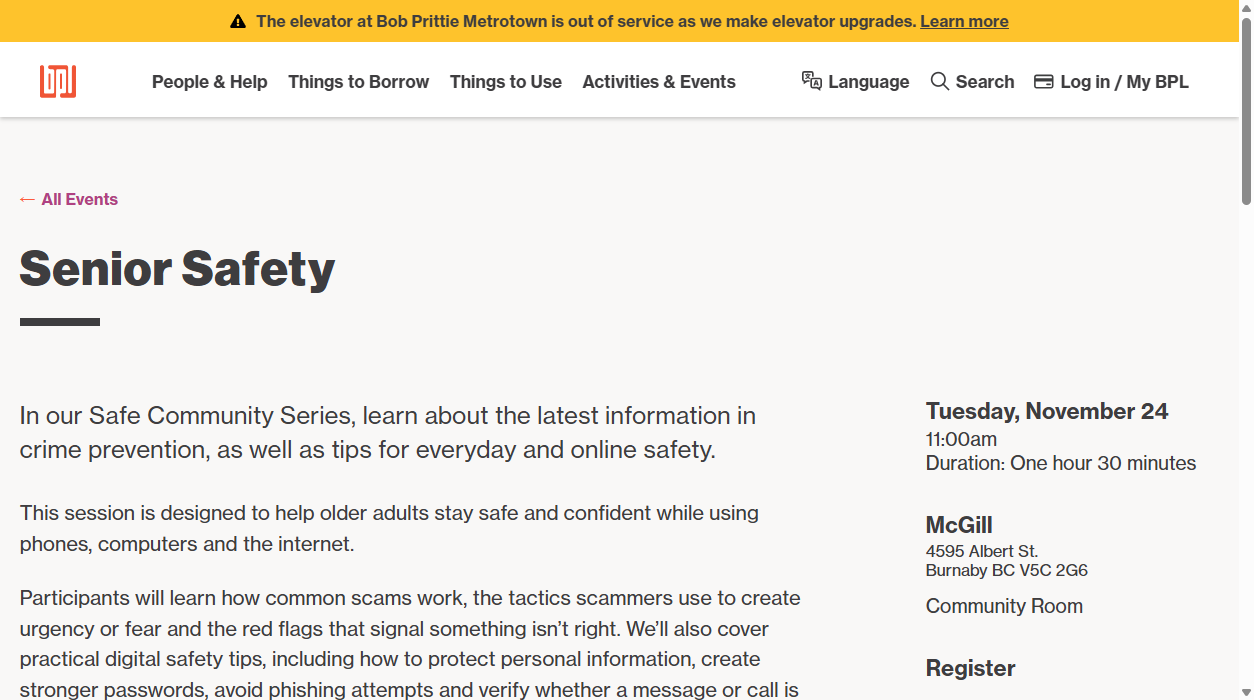 The elevator at Bob Prittie Metrotown is out of service as we make elevator upgrades. Learn more
People & Help Things to Borrow Things to Use Activities & Events Language Search Log in / My BPL
← All Events
Senior Safety
In our Safe Community Series, learn about the latest information in
crime prevention, as well as tips for everyday and online safety.
This session is designed to help older adults stay safe and confident while using
phones, computers and the internet.
Participants will learn how common scams work, the tactics scammers use to create
urgency or fear and the red flags that signal something isn’t right. We’ll also cover
practical digital safety tips, including how to protect personal information, create
stronger passwords, avoid phishing attempts and verify whether a message or call is
Tuesday, November 24
11:00am
Duration: One hour 30 minutes
McGill
4595 Albert St.
Burnaby BC V5C 2G6
Community Room
Register